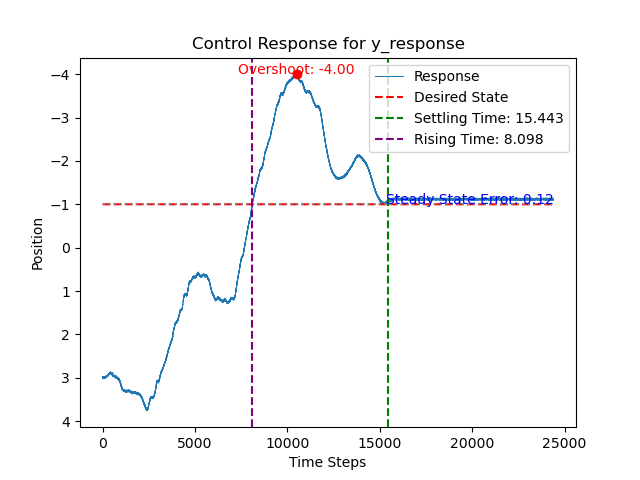 Control Response for y_response
Overshoot: -4.00
Response
Desired State
Settling Time: 15.443
Rising Time: 8.098
Steady State Error: 0.12
Position
−4
−3
−2
−1
0
1
2
3
4
0
5000
10000
15000
20000
25000
Time Steps